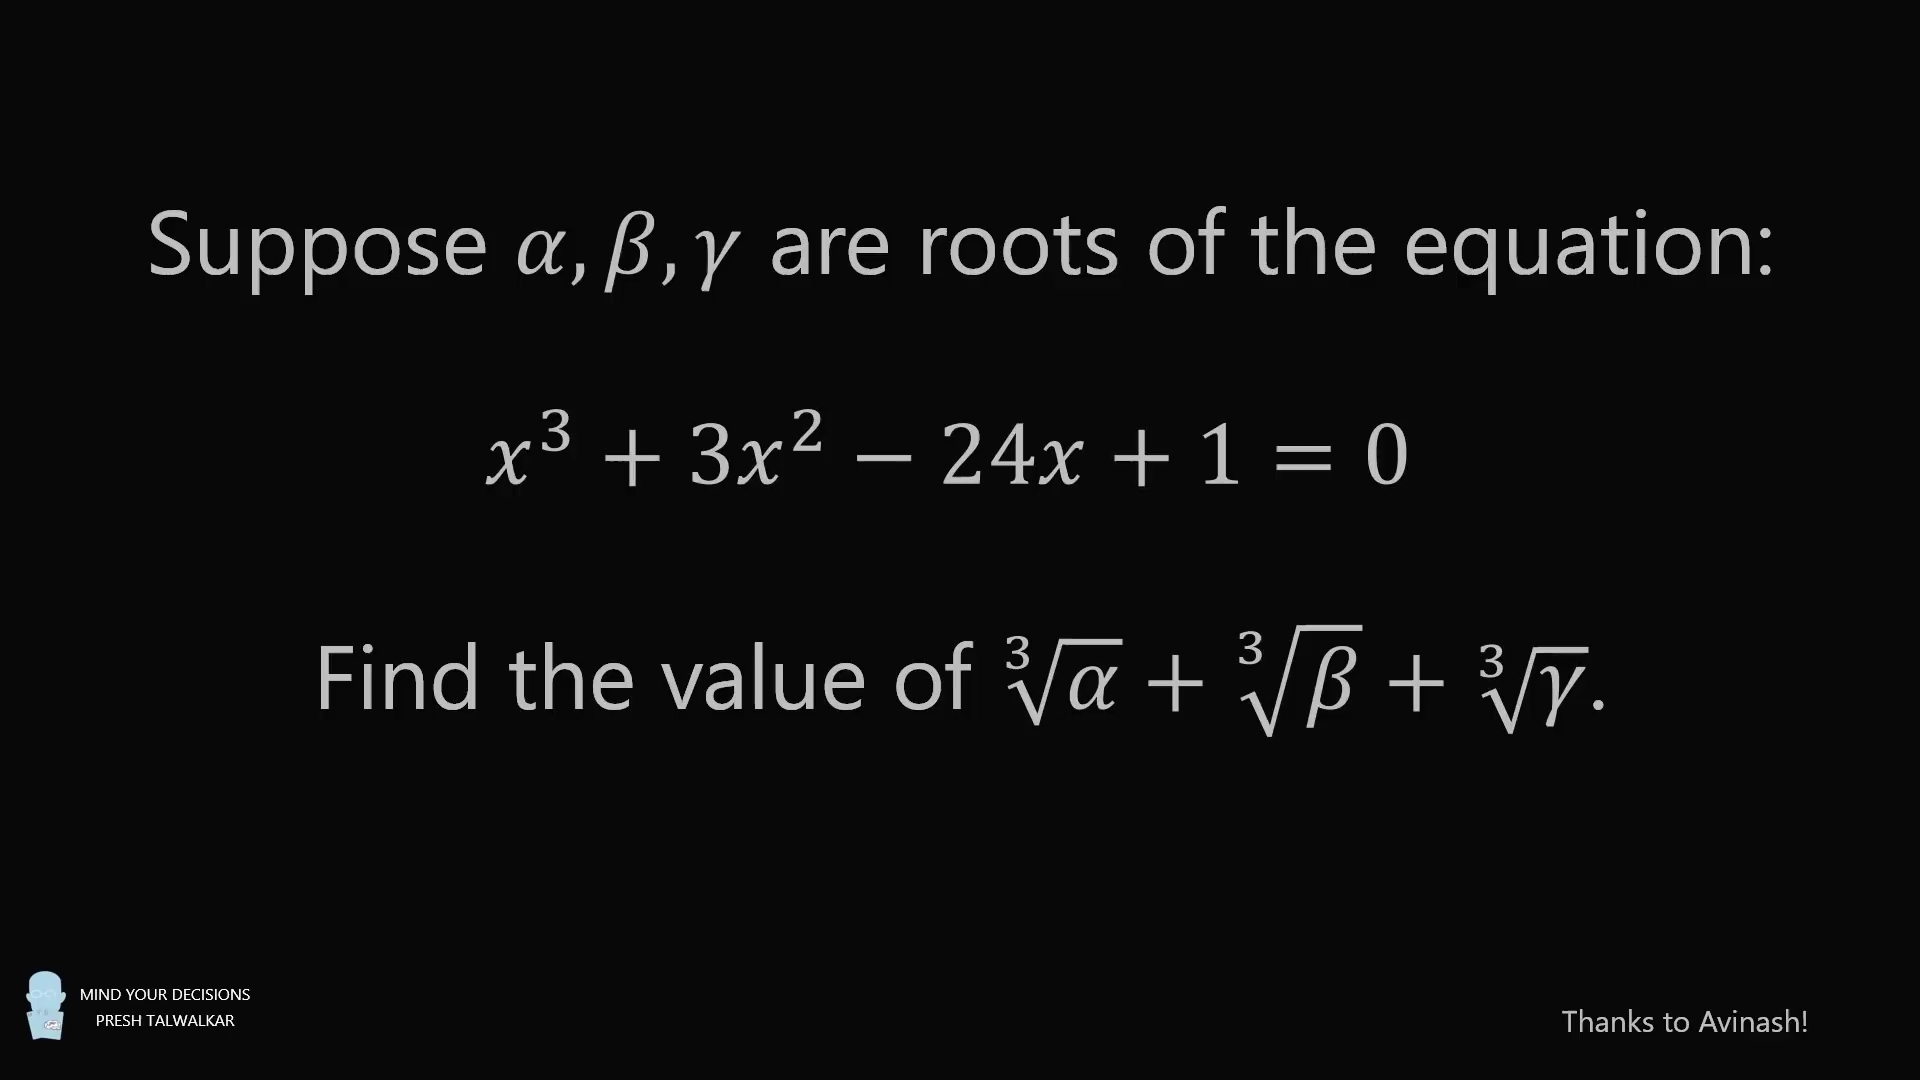 Suppose α, β, γ are roots of the equation:
x³ + 3x² − 24x + 1 = 0
Find the value of ∛α + ∛β + ∛γ.
MIND YOUR DECISIONS
PRESH TALWALKAR
Thanks to Avinash!